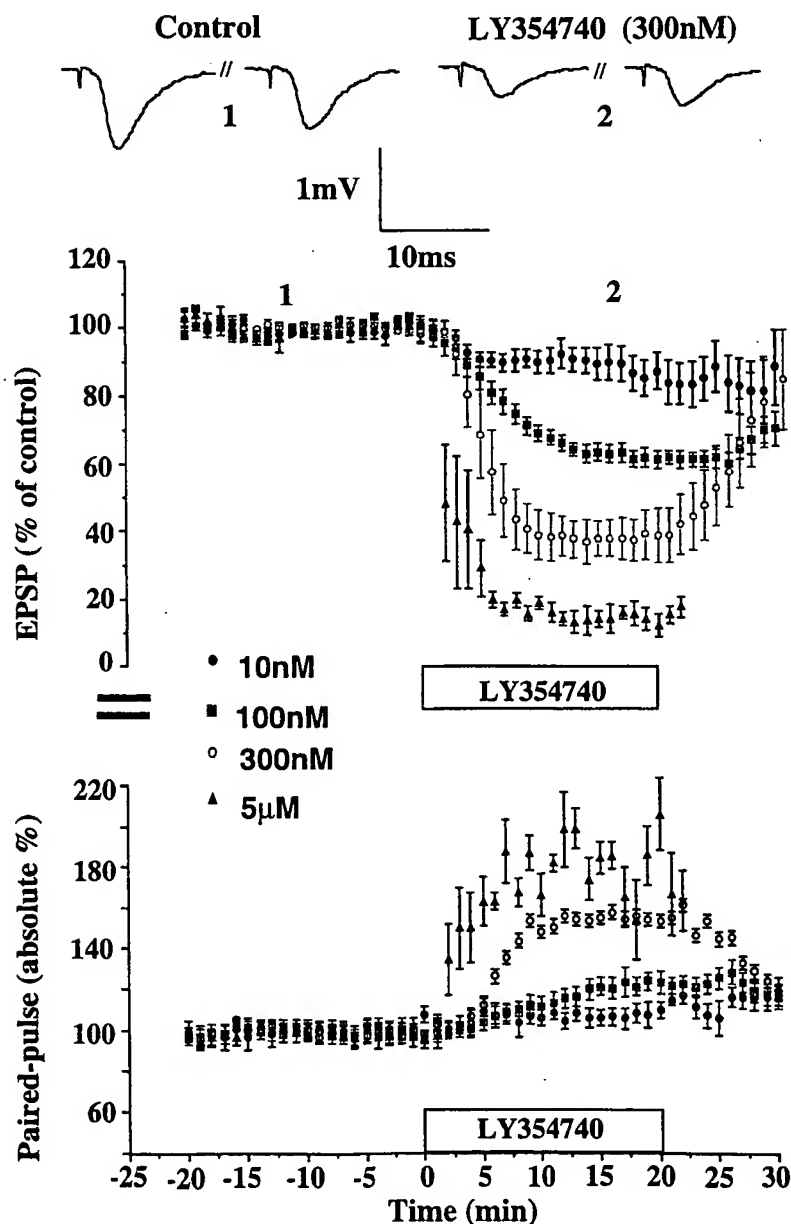 Control LY354740 (300nM)
// //
1 2
1mV
10ms
120
100
80
60
40
20
0
EPSP (% of control)
1 2
10nM
100nM
300nM
5μM
LY354740
220
180
140
100
60
Paired-pulse (absolute %)
LY354740
-25 -20 -15 -10 -5 0 5 10 15 20 25 30
Time (min)